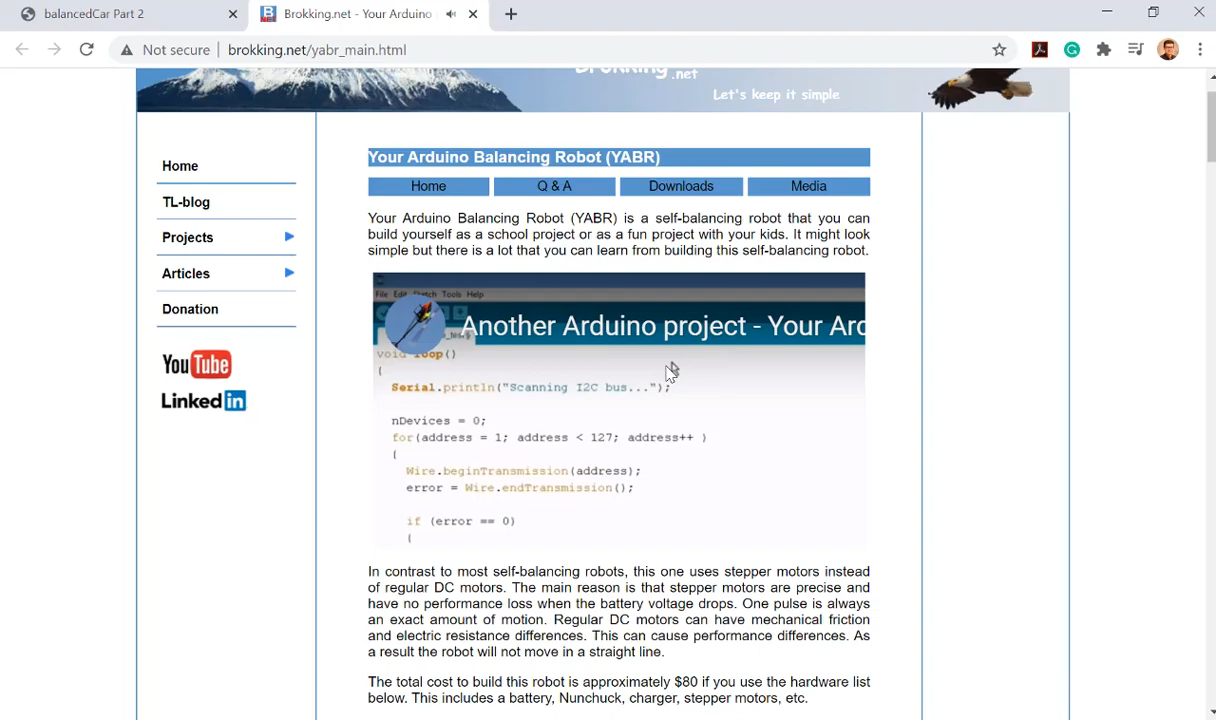 balancedCar Part 2
Brokking.net - Your Arduino
Not secure
brokking.net/yabr_main.html
Brokking.net
Let's keep it simple
Home
TL-blog
Projects
Articles
Donation
YouTube
Linked in
Your Arduino Balancing Robot (YABR)
Home
Q & A
Downloads
Media
Your Arduino Balancing Robot (YABR) is a self-balancing robot that you can
build yourself as a school project or as a fun project with your kids. It might look
simple but there is a lot that you can learn from building this self-balancing robot.
File Edit Sketch Tools Help
Another Arduino project - Your Ard
void loop()
{
Serial.println("Scanning I2C bus...");
nDevices = 0;
for(address = 1; address < 127; address++ )
{
Wire.beginTransmission(address);
error = Wire.endTransmission();
if (error == 0)
{
In contrast to most self-balancing robots, this one uses stepper motors instead
of regular DC motors. The main reason is that stepper motors are precise and
have no performance loss when the battery voltage drops. One pulse is always
an exact amount of motion. Regular DC motors can have mechanical friction
and electric resistance differences. This can cause performance differences. As
a result the robot will not move in a straight line.
The total cost to build this robot is approximately $80 if you use the hardware list
below. This includes a battery, Nunchuck, charger, stepper motors, etc.